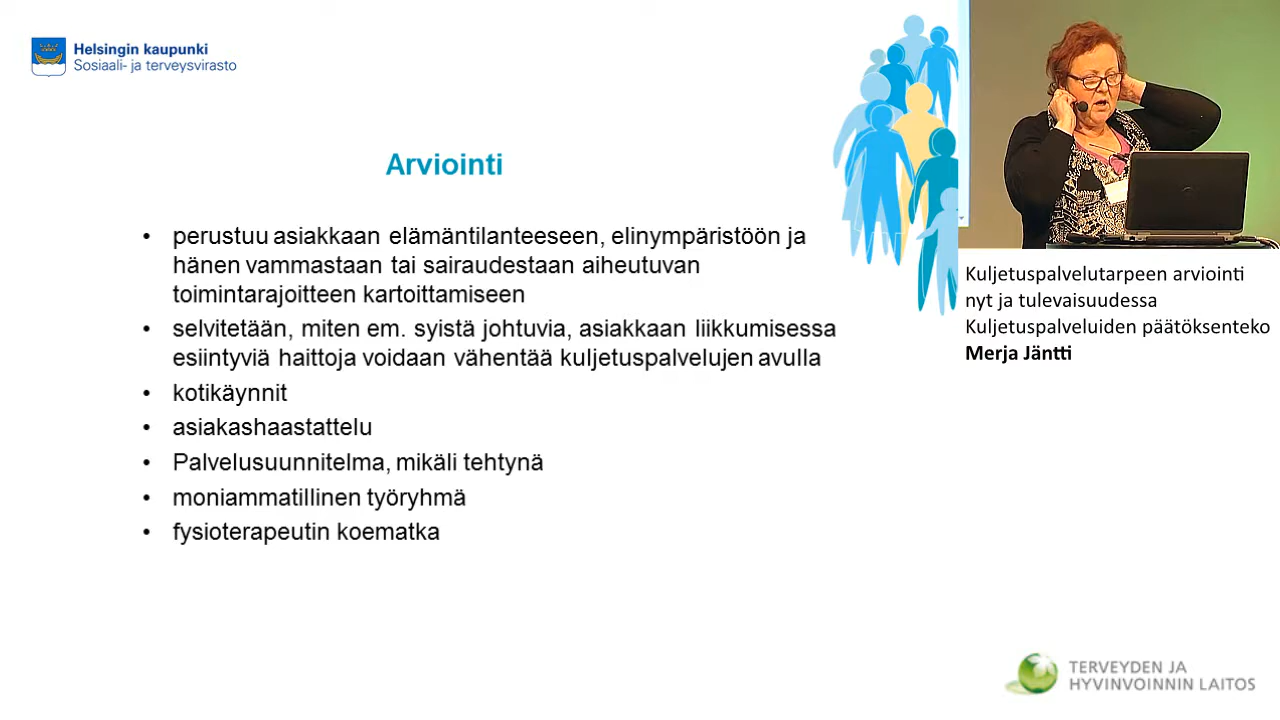 Helsingin kaupunki
Sosiaali- ja terveysvirasto
Arviointi
• perustuu asiakkaan elämäntilanteeseen, elinympäristöön ja
hänen vammastaan tai sairaudestaan aiheutuvan
toimintarajoitteen kartoittamiseen
• selvitetään, miten em. syistä johtuvia, asiakkaan liikkumisessa
esiintyviä haittoja voidaan vähentää kuljetuspalvelujen avulla
• kotikäynnit
• asiakashaastattelu
• Palvelusuunnitelma, mikäli tehtynä
• moniammatillinen työryhmä
• fysioterapeutin koematka
Kuljetuspalvelutarpeen arviointi
nyt ja tulevaisuudessa
Kuljetuspalveluiden päätöksenteko
Merja Jäntti
TERVEYDEN JA
HYVINVOINNIN LAITOS